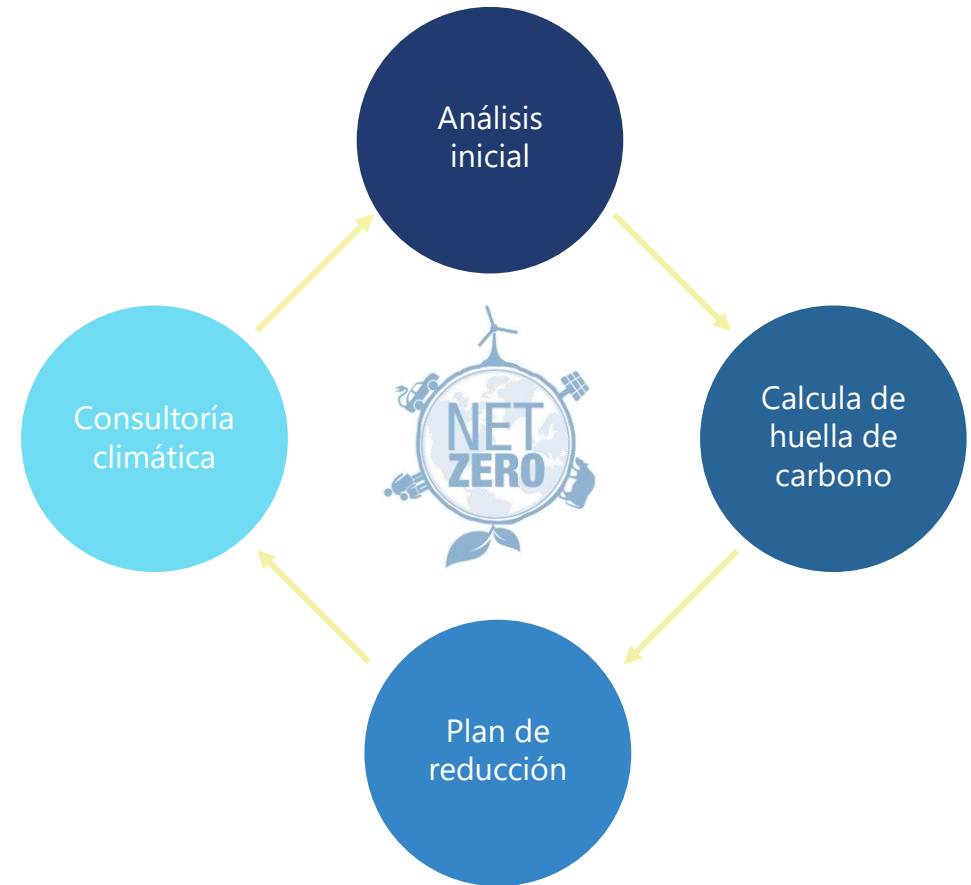 Análisis
inicial
Calcula de
huella de
carbono
Plan de
reducción
Consultoría
climática
NET
ZERO